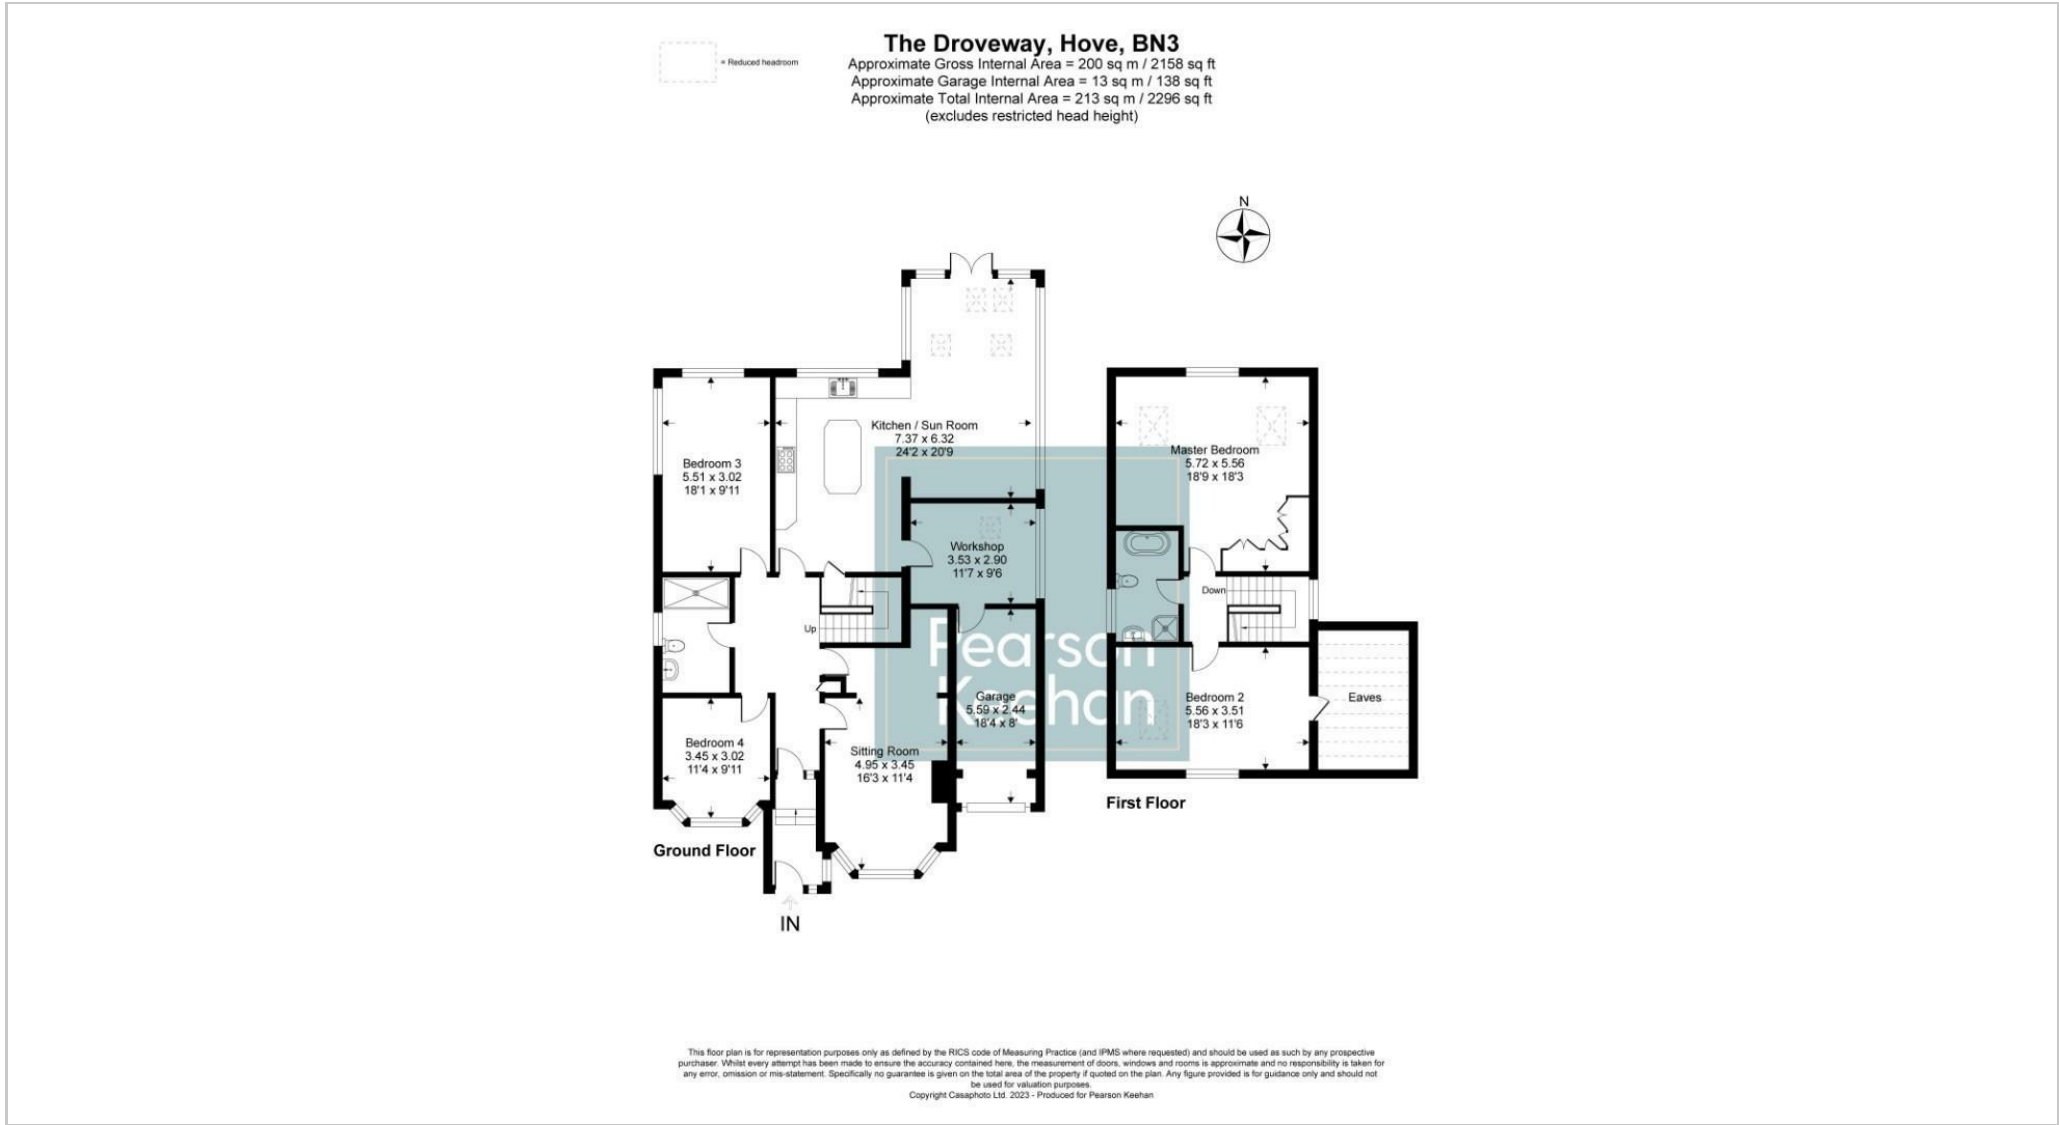 The Droveway, Hove, BN3
Approximate Gross Internal Area = 200 sq m / 2158 sq ft
Approximate Garage Internal Area = 13 sq m / 138 sq ft
Approximate Total Internal Area = 213 sq m / 2296 sq ft
(excludes restricted head height)
= Reduced headroom
N
Kitchen / Sun Room
7.37 x 6.32
24'2 x 20'9
Bedroom 3
5.51 x 3.02
18'1 x 9'11
Workshop
3.53 x 2.90
11'7 x 9'6
Up
Pearson
Keehan
Garage
5.59 x 2.44
18'4 x 8'
Bedroom 4
3.45 x 3.02
11'4 x 9'11
Sitting Room
4.95 x 3.45
16'3 x 11'4
Ground Floor
IN
Master Bedroom
5.72 x 5.56
18'9 x 18'3
Down
Bedroom 2
5.56 x 3.51
18'3 x 11'6
Eaves
First Floor
This floor plan is for representation purposes only as defined by the RICS code of Measuring Practice (and IPMS where requested) and should be used as such by any prospective
purchaser. Whilst every attempt has been made to ensure the accuracy contained here, the measurement of doors, windows and rooms is approximate and no responsibility is taken for
any error, omission or mis-statement. Specifically no guarantee is given on the total area of the property if quoted on the plan. Any figure provided is for guidance only and should not
be used for valuation purposes.
Copyright Casaphoto Ltd. 2023 - Produced for Pearson Keehan